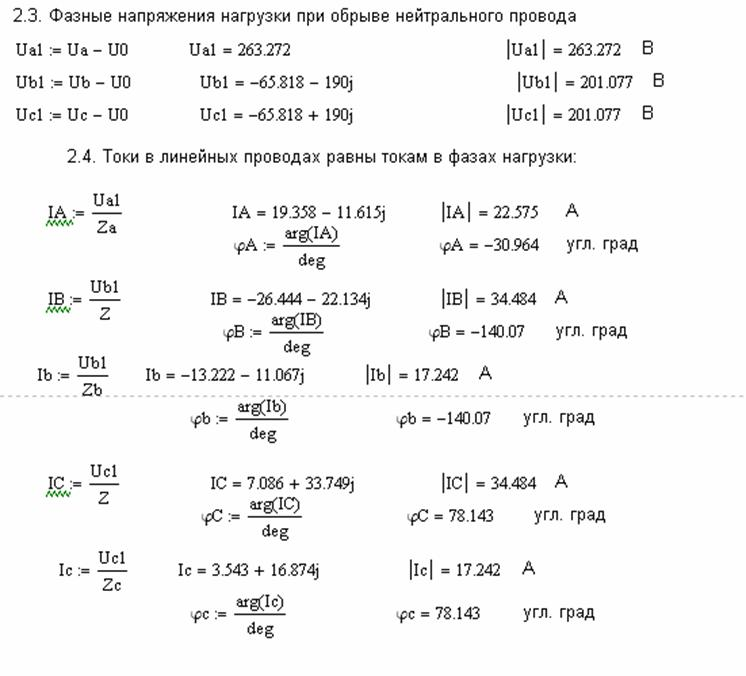 2.3. Фазные напряжения нагрузки при обрыве нейтрального провода
Ua1 := Ua − U0 Ua1 = 263.272 |Ua1| = 263.272 В
Ub1 := Ub − U0 Ub1 = −65.818 − 190j |Ub1| = 201.077 В
Uc1 := Uc − U0 Uc1 = −65.818 + 190j |Uc1| = 201.077 В
2.4. Токи в линейных проводах равны токам в фазах нагрузки:
IA := Ua1/Za IA = 19.358 − 11.615j |IA| = 22.575 А
φA := arg(IA)/deg φA = −30.964 угл. град
IB := Ub1/Z IB = −26.444 − 22.134j |IB| = 34.484 А
φB := arg(IB)/deg φB = −140.07 угл. град
Ib := Ub1/Zb Ib = −13.222 − 11.067j |Ib| = 17.242 А
φb := arg(Ib)/deg φb = −140.07 угл. град
IC := Uc1/Z IC = 7.086 + 33.749j |IC| = 34.484 А
φC := arg(IC)/deg φC = 78.143 угл. град
Ic := Uc1/Zc Ic = 3.543 + 16.874j |Ic| = 17.242 А
φc := arg(Ic)/deg φc = 78.143 угл. град